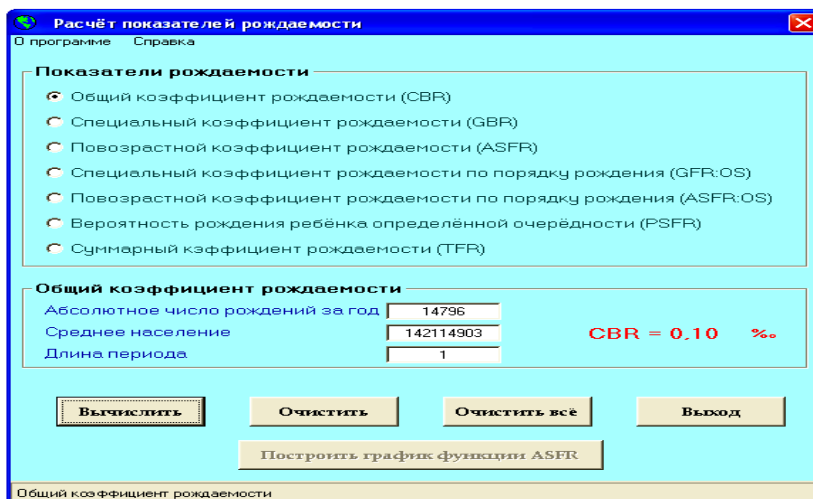 Расчёт показателей рождаемости
О программе Справка
Показатели рождаемости
Общий коэффициент рождаемости (CBR)
Специальный коэффициент рождаемости (GBR)
Повозрастной коэффициент рождаемости (ASFR)
Специальный коэффициент рождаемости по порядку рождения (GFR:OS)
Повозрастной коэффициент рождаемости по порядку рождения (ASFR:OS)
Вероятность рождения ребёнка определённой очерёдности (PSFR)
Суммарный кэффициент рождаемости (TFR)
Общий коэффициент рождаемости
Абсолютное число рождений за год 14796
Среднее население 142114903 CBR = 0,10 ‰
Длина периода 1
Вычислить Очистить Очистить всё Выход
Построить график функции ASFR
Общий коэффициент рождаемости